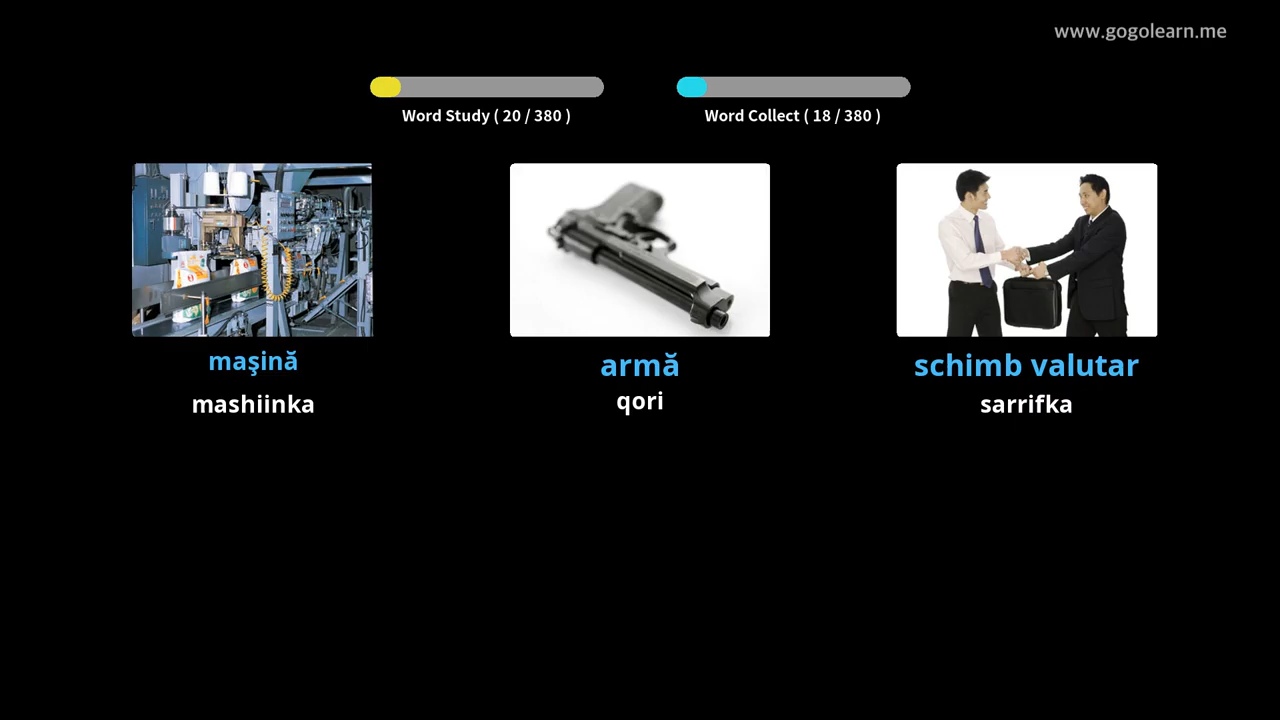 www.gogolearn.me
Word Study ( 20 / 380 )
Word Collect ( 18 / 380 )
maşină
armă
schimb valutar
mashiinka
qori
sarrifka